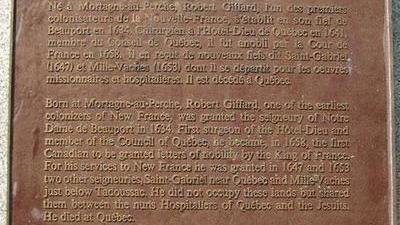 Né à Mortagne-au-Perche, Robert Giffard, l'un des premiers
colonisateurs de la Nouvelle-France, s'établit en son fief de
Beauport en 1634. Chirurgien à l'Hôtel-Dieu de Québec en
membre du Conseil de Québec, il fut anobli par la Cour de
France en 1658. Il en reçut de nouveaux fiefs dits Saint-Gabriel
(1647) et Mille-Vaches (1653) dont il se départit pour les oeuvres
missionnaires et hospitalières. Il est décédé à Québec.
Born at Mortagne-au-Perche, Robert Giffard, one of the earliest
colonizers of New France, was granted the seigneury of Notre
Dame de Beauport in 1634. First surgeon of the Hôtel-Dieu and
member of the Council of Québec, he became, in 1658, the first
Canadian to be granted letters of nobility by the King of France.
For his services to New France he was granted in 1647 and 1653
two other seigneuries, Saint-Gabriel near Québec and Mille-Vaches
just below Tadoussac. He did not occupy these lands but shared
them between the nuns Hospitaliers of Québec and the Jesuits.
He died at Québec.